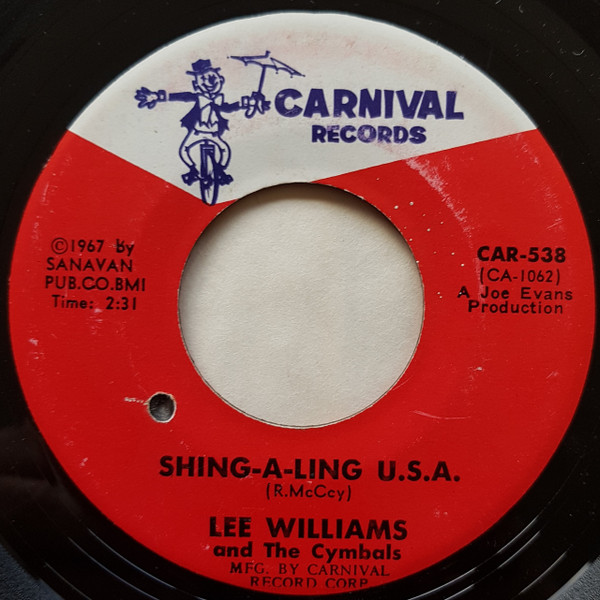 CARNIVAL
RECORDS
©1967 By
SANAVAN
PUB.CO.BMI
Time: 2:31
CAR-538
(CA-1062)
A Joe Evans
Production
SHING-A-LING U.S.A.
(R.McCcy)
LEE WILLIAMS
and The Cymbals
MFG. BY CARNIVAL
RECORD CORP.